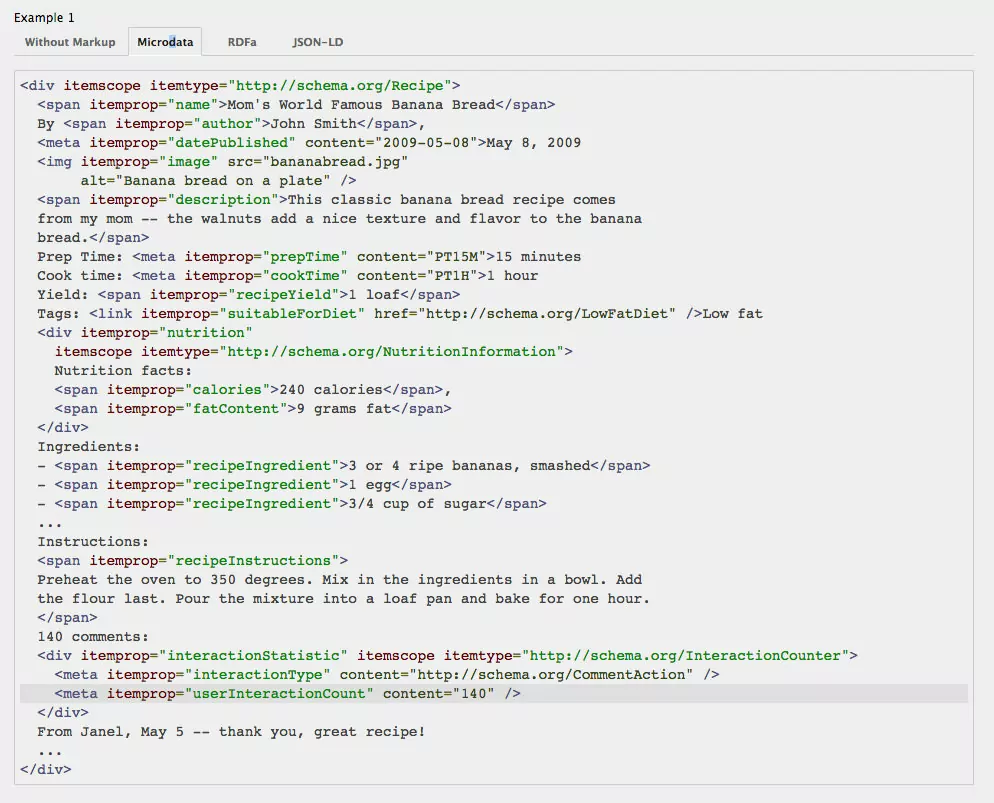 Example 1
Without Markup Microdata RDFa JSON-LD
<div itemscope itemtype="http://schema.org/Recipe">
<span itemprop="name">Mom's World Famous Banana Bread</span>
By <span itemprop="author">John Smith</span>,
<meta itemprop="datePublished" content="2009-05-08">May 8, 2009
<img itemprop="image" src="bananabread.jpg"
alt="Banana bread on a plate" />
<span itemprop="description">This classic banana bread recipe comes
from my mom -- the walnuts add a nice texture and flavor to the banana
bread.</span>
Prep Time: <meta itemprop="prepTime" content="PT15M">15 minutes
Cook time: <meta itemprop="cookTime" content="PT1H">1 hour
Yield: <span itemprop="recipeYield">1 loaf</span>
Tags: <link itemprop="suitableForDiet" href="http://schema.org/LowFatDiet" />Low fat
<div itemprop="nutrition"
itemscope itemtype="http://schema.org/NutritionInformation">
Nutrition facts:
<span itemprop="calories">240 calories</span>,
<span itemprop="fatContent">9 grams fat</span>
</div>
Ingredients:
- <span itemprop="recipeIngredient">3 or 4 ripe bananas, smashed</span>
- <span itemprop="recipeIngredient">1 egg</span>
- <span itemprop="recipeIngredient">3/4 cup of sugar</span>
...
Instructions:
<span itemprop="recipeInstructions">
Preheat the oven to 350 degrees. Mix in the ingredients in a bowl. Add
the flour last. Pour the mixture into a loaf pan and bake for one hour.
</span>
140 comments:
<div itemprop="interactionStatistic" itemscope itemtype="http://schema.org/InteractionCounter">
<meta itemprop="interactionType" content="http://schema.org/CommentAction" />
<meta itemprop="userInteractionCount" content="140" />
</div>
From Janel, May 5 -- thank you, great recipe!
...
</div>